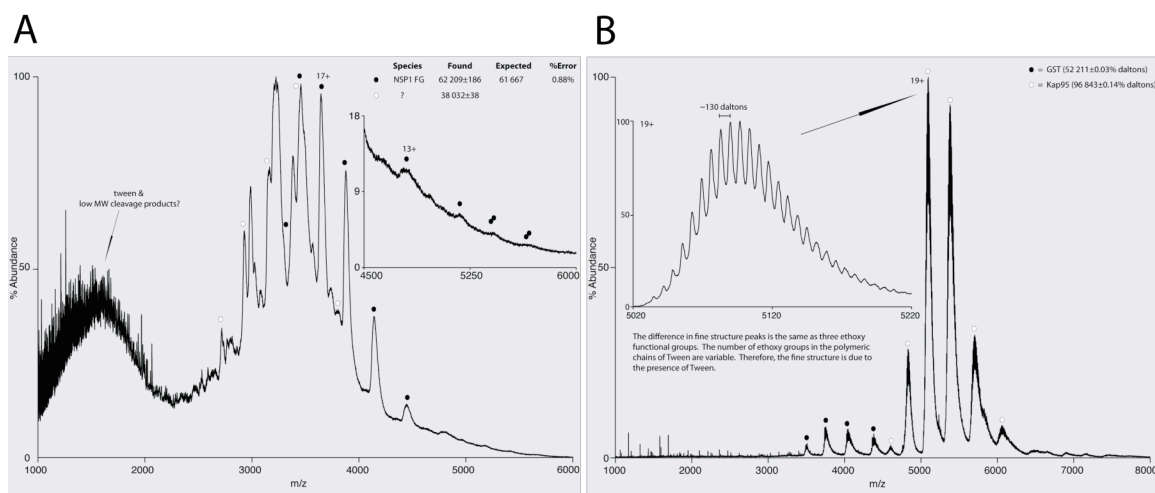 A
Species Found Expected %Error
NSP1 FG 62 209±186 61 667 0.88%
? 38 032±38
100
50
0
% Abundance
17+
tween &
low MW cleavage products?
18
9
0
13+
4500 5250 6000
1000 2000 3000 4000 5000 6000
m/z
B
= GST (52 211±0.03% daltons)
= Kap95 (96 843±0.14% daltons)
100
50
0
% Abundance
19+
~130 daltons
100
50
0
19+
5020 5120 5220
The difference in fine structure peaks is the same as three ethoxy
functional groups. The number of ethoxy groups in the polymeric
chains of Tween are variable. Therefore, the fine structure is due to
the presence of Tween.
1000 2000 3000 4000 5000 6000 7000 8000
m/z